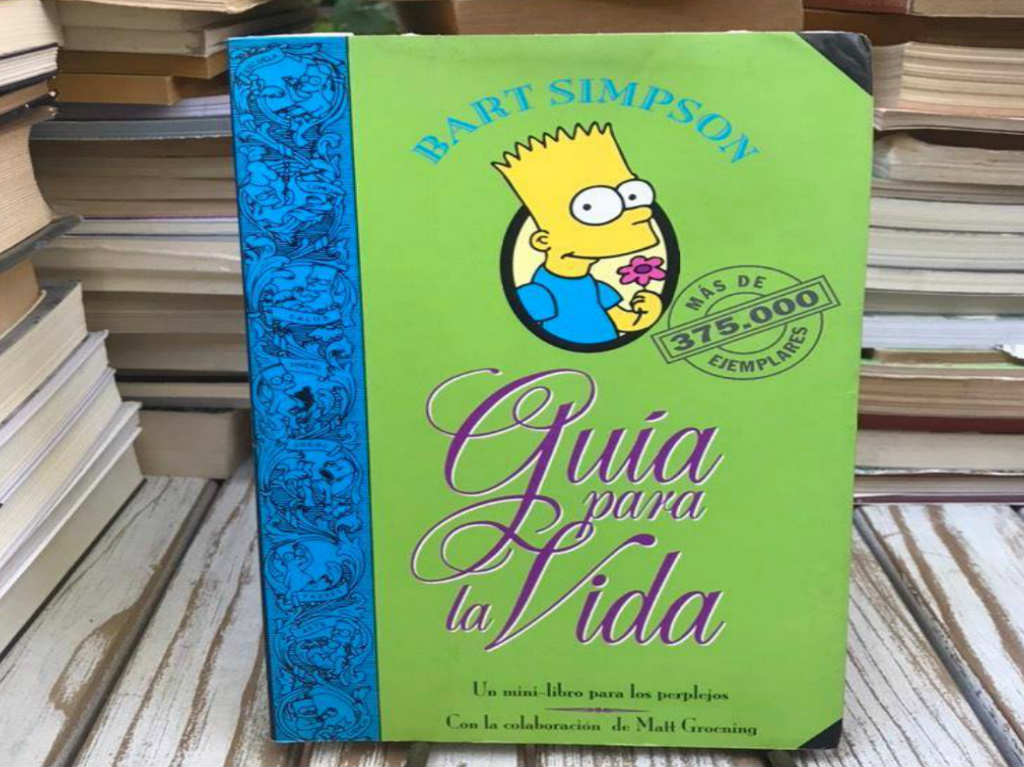 BART SIMPSON
MÁS DE
375.000
EJEMPLARES
Guía
para
la Vida
Un mini-libro para los perplejos
Con la colaboración de Matt Groening